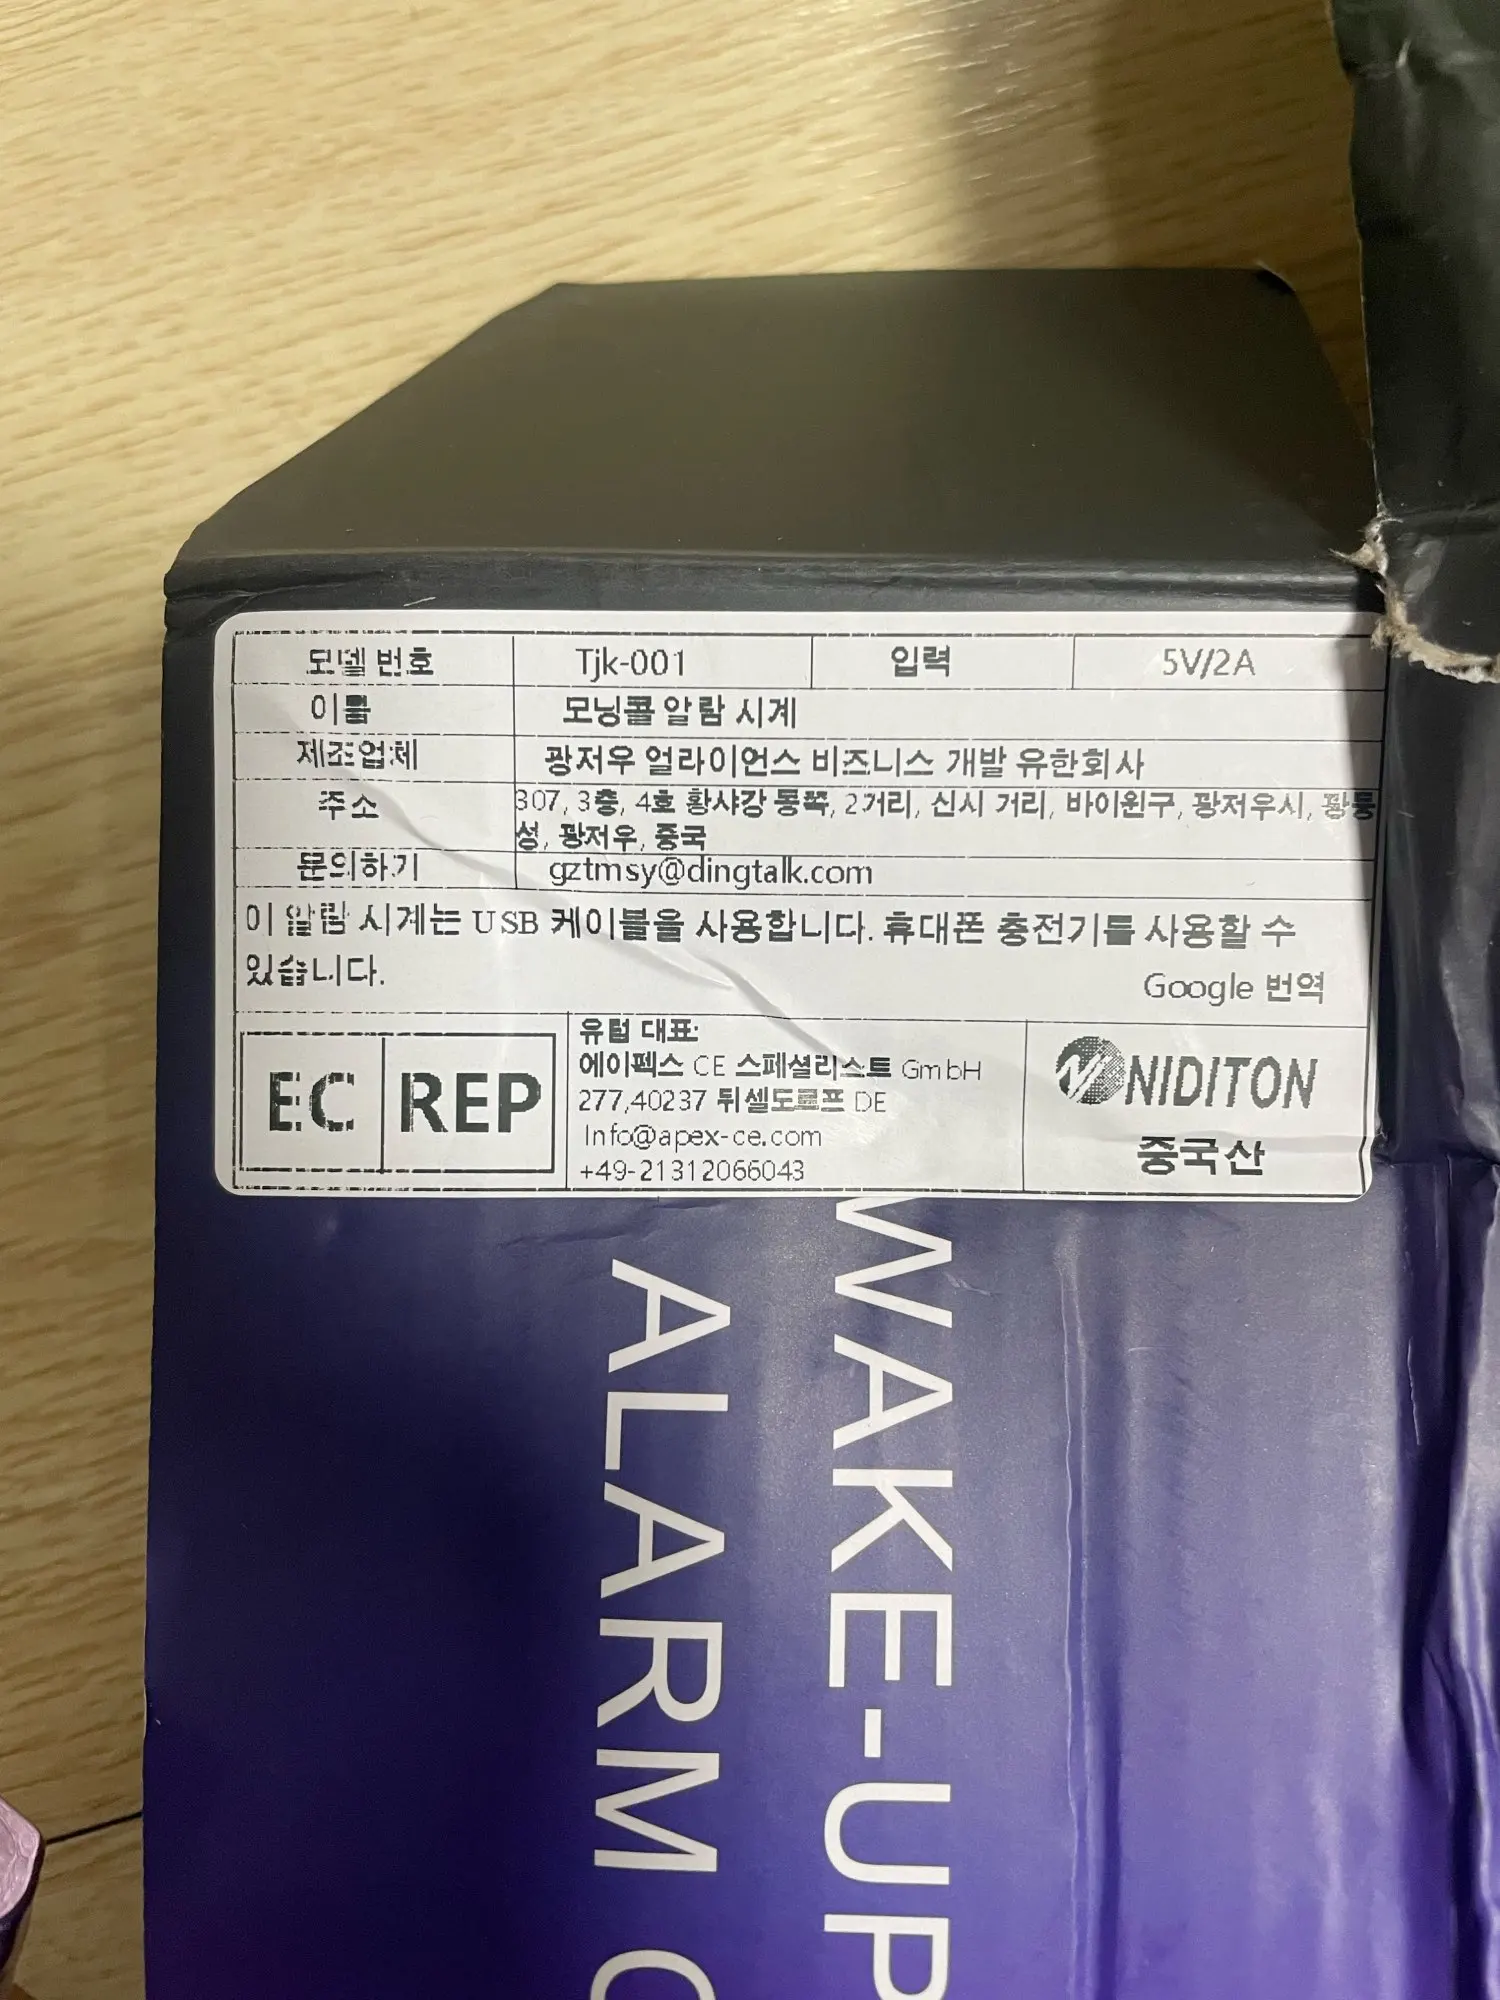 모델 번호 Tjk-001 입력 5V/2A
이름 모닝콜 알람 시계
제조업체 광저우 얼라이언스 비즈니스 개발 유한회사
주소 307, 3층, 4호 황샤강 동쪽, 2거리, 신시 거리, 바이윈구, 광저우시, 광둥
성, 광저우, 중국
문의하기 gztmsy@dingtalk.com
이 알람 시계는 USB 케이블을 사용합니다. 휴대폰 충전기를 사용할 수
있습니다.
Google 번역
EC REP
유럽 대표:
에이펙스 CE 스페셜리스트 GmbH
277,40237 뒤셀도르프 DE
Info@apex-ce.com
+49-21312066043
NIDITON
중국산
WAKE-UP
ALARM C